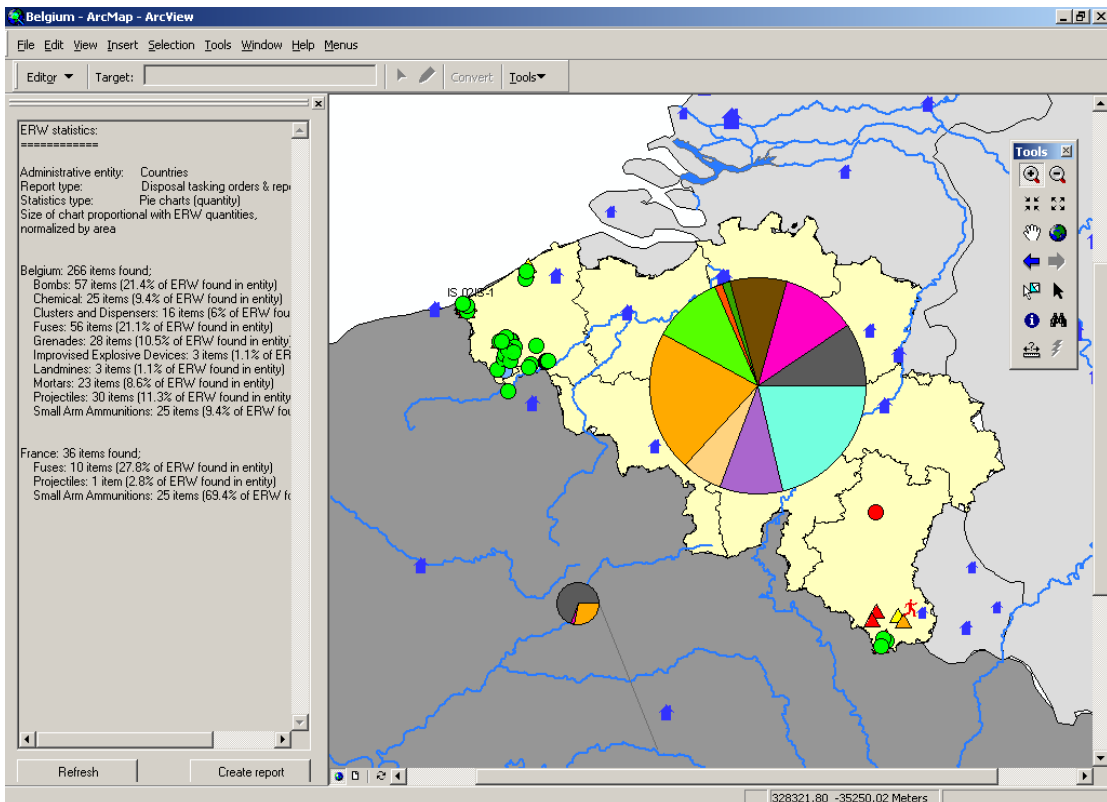 Belgium - ArcMap - ArcView
File Edit View Insert Selection Tools Window Help Menus
Editor Target: Convert Tools
ERW statistics:
============
Administrative entity: Countries
Report type: Disposal tasking orders & repo
Statistics type: Pie charts (quantity)
Size of chart proportional with ERW quantities,
normalized by area
Belgium: 266 items found;
Bombs: 57 items (21.4% of ERW found in entity)
Chemical: 25 items (9.4% of ERW found in entity)
Clusters and Dispensers: 16 items (6% of ERW fou
Fuses: 56 items (21.1% of ERW found in entity)
Grenades: 28 items (10.5% of ERW found in entity)
Improvised Explosive Devices: 3 items (1.1% of ER
Landmines: 3 items (1.1% of ERW found in entity)
Mortars: 23 items (8.6% of ERW found in entity)
Projectiles: 30 items (11.3% of ERW found in entity)
Small Arm Ammunitions: 25 items (9.4% of ERW fou
France: 36 items found;
Fuses: 10 items (27.8% of ERW found in entity)
Projectiles: 1 item (2.8% of ERW found in entity)
Small Arm Ammunitions: 25 items (69.4% of ERW fo
Refresh Create report
Tools
328321.80 -35250.02 Meters